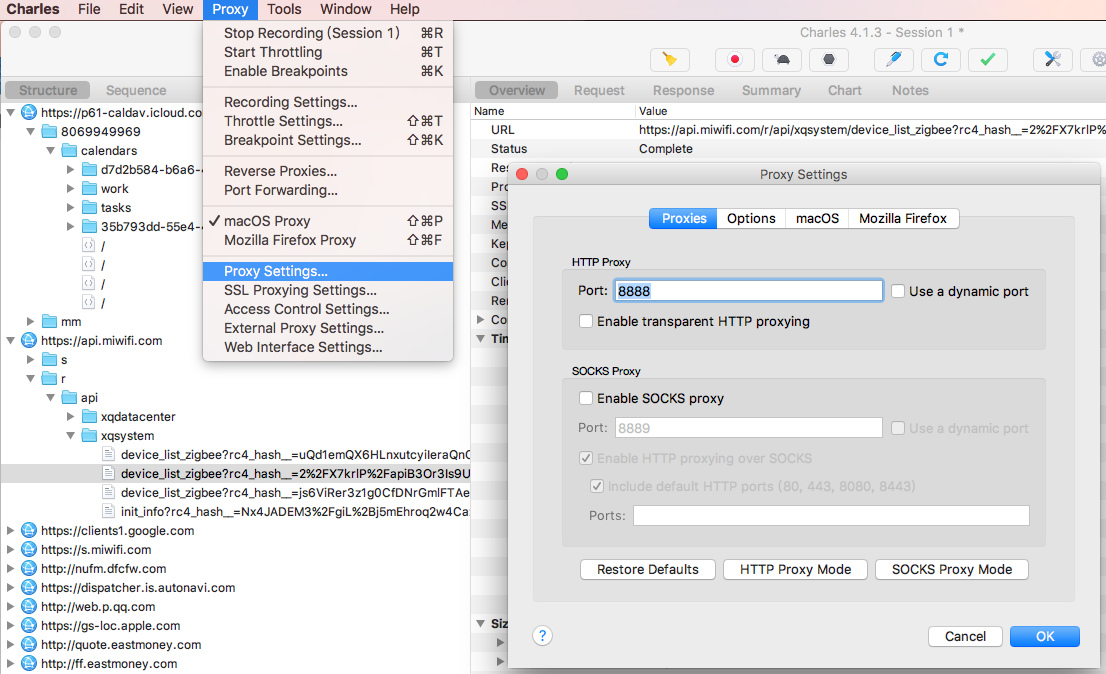 Charles File Edit View Proxy Tools Window Help
Stop Recording (Session 1) ⌘R
Start Throttling ⌘T
Enable Breakpoints ⌘K
Recording Settings...
Throttle Settings... ⇧⌘T
Breakpoint Settings... ⇧⌘K
Reverse Proxies...
Port Forwarding...
✓ macOS Proxy ⇧⌘P
Mozilla Firefox Proxy ⇧⌘F
Proxy Settings...
SSL Proxying Settings...
Access Control Settings...
External Proxy Settings...
Web Interface Settings...
Charles 4.1.3 - Session 1 *
Structure Sequence
https://p61-caldav.icloud.co
8069949969
calendars
d7d2b584-b6a6-
work
tasks
35b793dd-55e4-
/
/
/
/
mm
https://api.miwifi.com
s
r
api
xqdatacenter
xqsystem
device_list_zigbee?rc4_hash__=uQd1emQX6HLnxutcyileraQnC
device_list_zigbee?rc4_hash__=2%2FX7krlP%2FapiB3Or3Is9U
device_list_zigbee?rc4_hash__=js6ViRer3z1g0CfDNrGmlFTAe
init_info?rc4_hash__=Nx4JADEM3%2FgiL%2Bj5mEhroq2w4Ca
https://clients1.google.com
https://s.miwifi.com
http://nufm.dfcfw.com
https://dispatcher.is.autonavi.com
http://web.p.qq.com
https://gs-loc.apple.com
http://quote.eastmoney.com
http://ff.eastmoney.com
Overview Request Response Summary Chart Notes
Name Value
URL https://api.miwifi.com/r/api/xqsystem/device_list_zigbee?rc4_hash__=2%2FX7krlP%
Status Complete
Res
Pro
SS
Me
Kep
Co
Clie
Ren
Co
Tim
Siz
Proxy Settings
Proxies Options macOS Mozilla Firefox
HTTP Proxy
Port: 8888 Use a dynamic port
Enable transparent HTTP proxying
SOCKS Proxy
Enable SOCKS proxy
Port: 8889 Use a dynamic port
Enable HTTP proxying over SOCKS
Include default HTTP ports (80, 443, 8080, 8443)
Ports:
Restore Defaults HTTP Proxy Mode SOCKS Proxy Mode
? Cancel OK